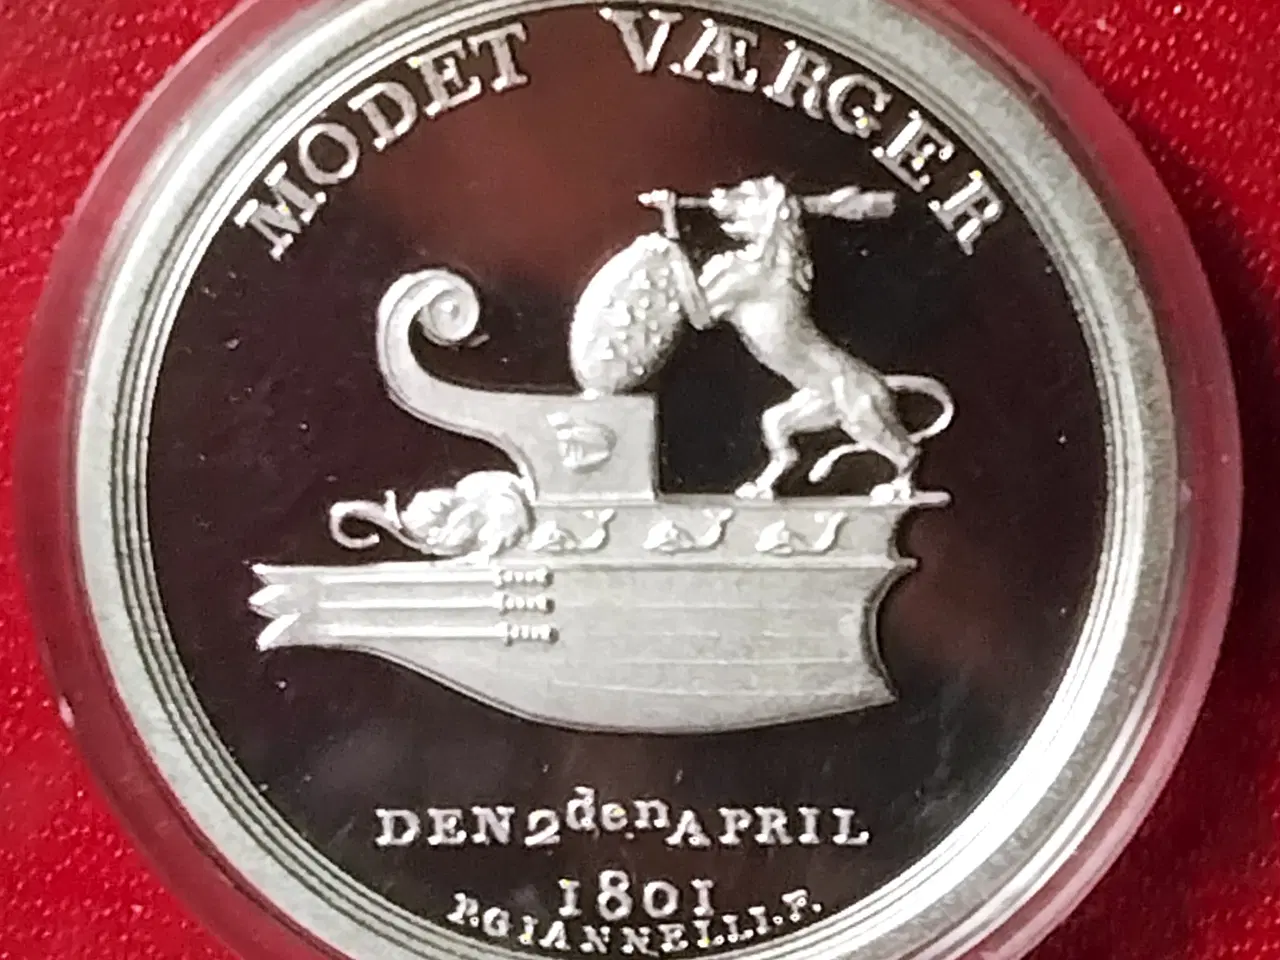 MODET VÆRGER
DEN 2den APRIL
1801
P. GIANNELLI. F.